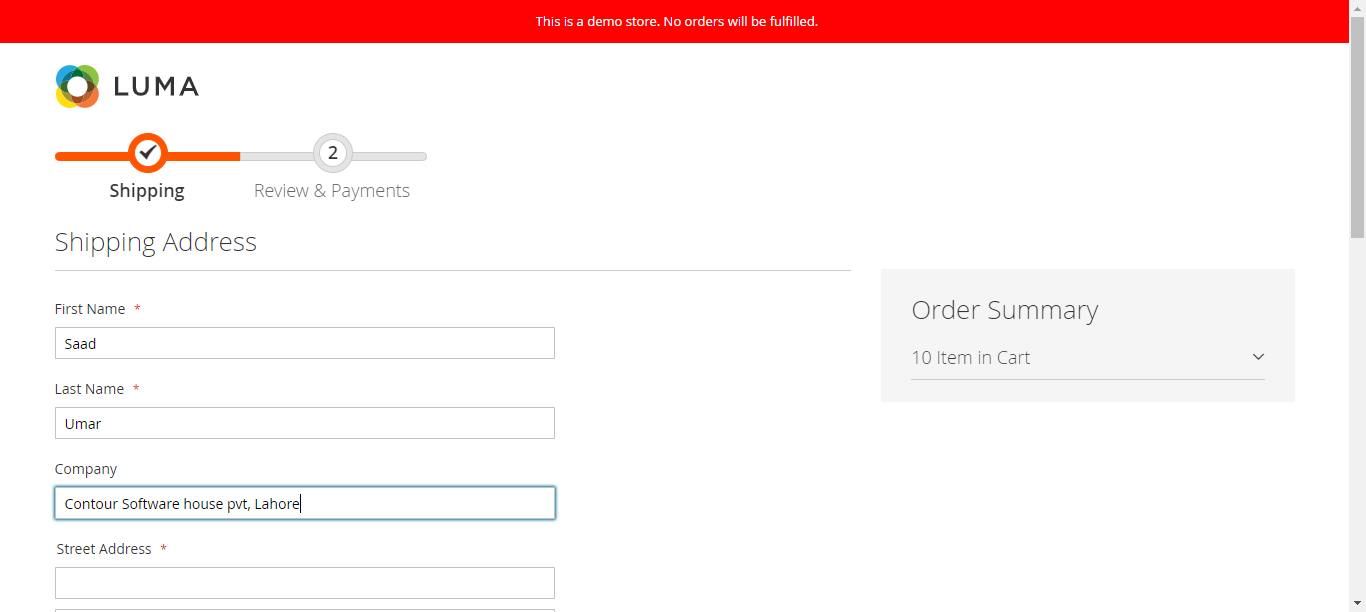 This is a demo store. No orders will be fulfilled.
LUMA
2
Shipping
Review & Payments
Shipping Address
First Name *
Saad
Last Name *
Umar
Company
Contour Software house pvt, Lahore
Street Address *
Order Summary
10 Item in Cart